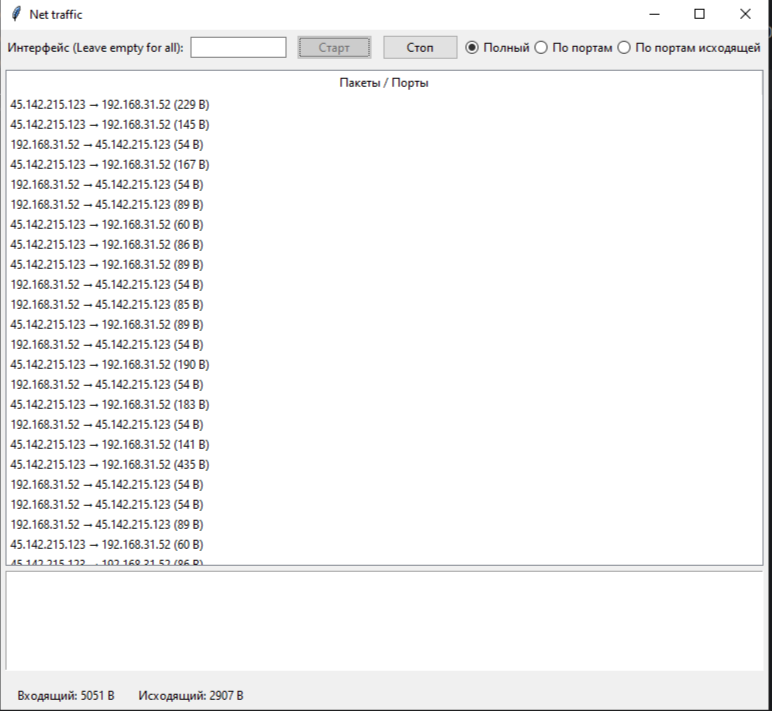 Net traffic
Интерфейс (Leave empty for all): Старт Стоп Полный По портам По портам исходящей
Пакеты / Порты
45.142.215.123 → 192.168.31.52 (229 B)
45.142.215.123 → 192.168.31.52 (145 B)
192.168.31.52 → 45.142.215.123 (54 B)
45.142.215.123 → 192.168.31.52 (167 B)
192.168.31.52 → 45.142.215.123 (54 B)
192.168.31.52 → 45.142.215.123 (89 B)
45.142.215.123 → 192.168.31.52 (60 B)
45.142.215.123 → 192.168.31.52 (86 B)
45.142.215.123 → 192.168.31.52 (89 B)
192.168.31.52 → 45.142.215.123 (54 B)
192.168.31.52 → 45.142.215.123 (85 B)
45.142.215.123 → 192.168.31.52 (89 B)
192.168.31.52 → 45.142.215.123 (54 B)
45.142.215.123 → 192.168.31.52 (190 B)
192.168.31.52 → 45.142.215.123 (54 B)
45.142.215.123 → 192.168.31.52 (183 B)
192.168.31.52 → 45.142.215.123 (54 B)
45.142.215.123 → 192.168.31.52 (141 B)
45.142.215.123 → 192.168.31.52 (435 B)
192.168.31.52 → 45.142.215.123 (54 B)
192.168.31.52 → 45.142.215.123 (54 B)
192.168.31.52 → 45.142.215.123 (89 B)
45.142.215.123 → 192.168.31.52 (60 B)
45.142.215.123 → 192.168.31.52 (86 B)
Входящий: 5051 B Исходящий: 2907 B